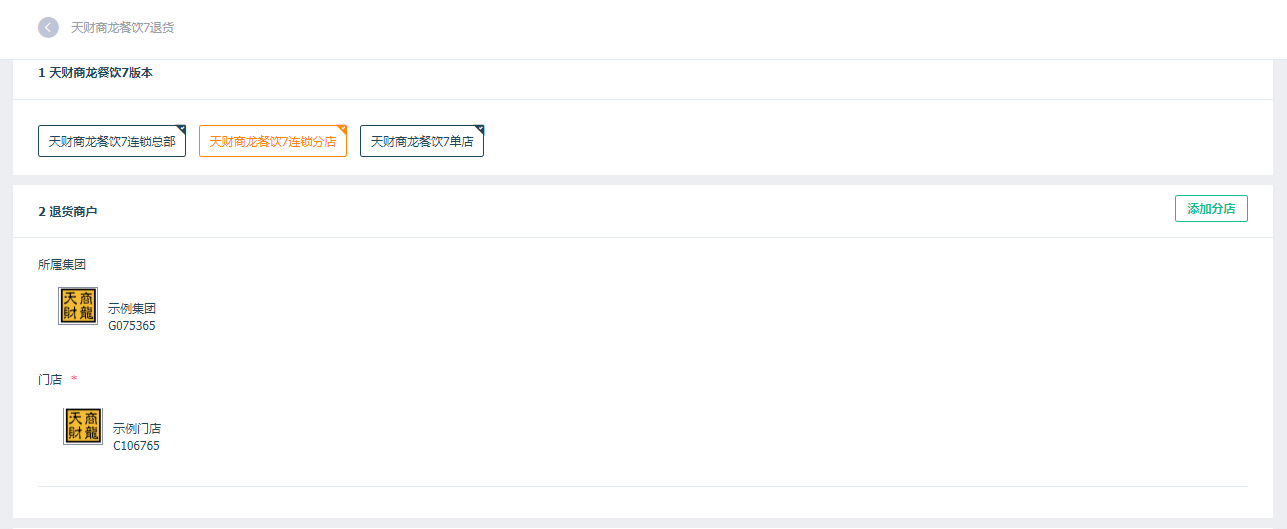 天财商龙餐饮7退货
1 天财商龙餐饮7版本
天财商龙餐饮7连锁总部
天财商龙餐饮7连锁分店
天财商龙餐饮7单店
2 退货商户
添加分店
所属集团
天商
財龍
示例集团
G075365
门店 *
天商
財龍
示例门店
C106765